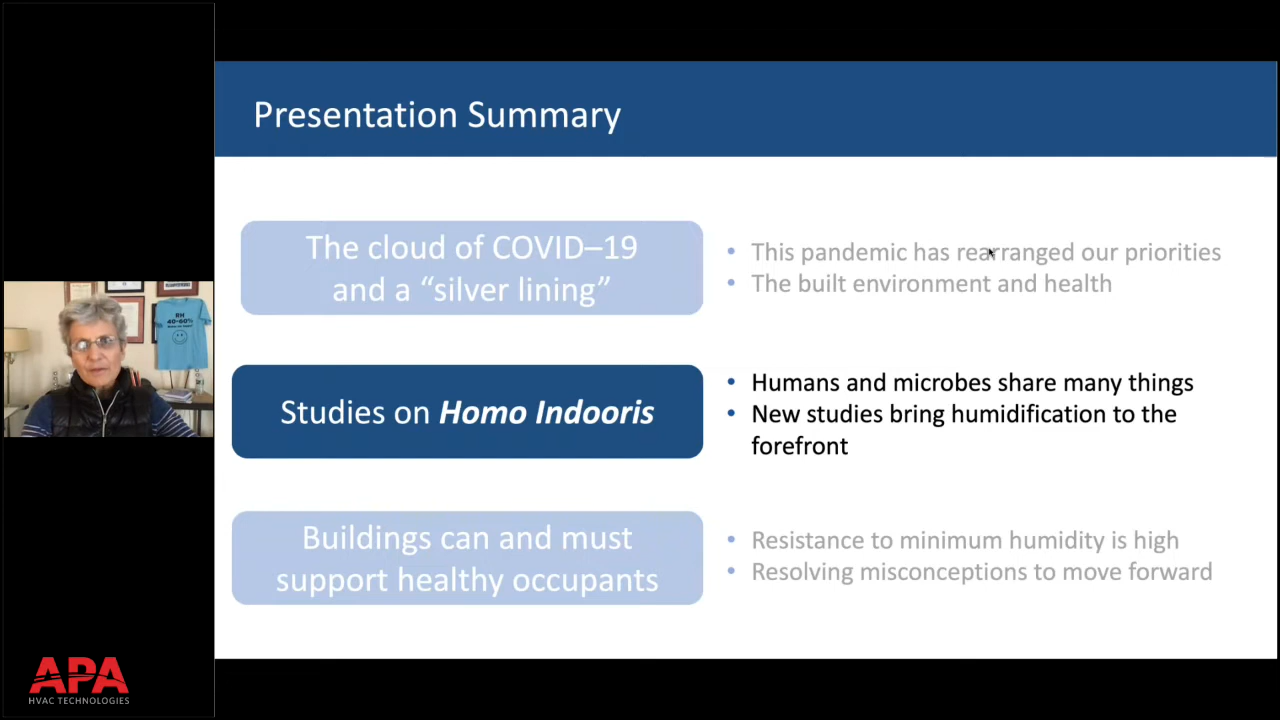 Presentation Summary
The cloud of COVID–19
and a “silver lining”
• This pandemic has rearranged our priorities
• The built environment and health
Studies on Homo Indooris
• Humans and microbes share many things
• New studies bring humidification to the
forefront
Buildings can and must
support healthy occupants
• Resistance to minimum humidity is high
• Resolving misconceptions to move forward
RH
40-60%
APA
HVAC TECHNOLOGIES